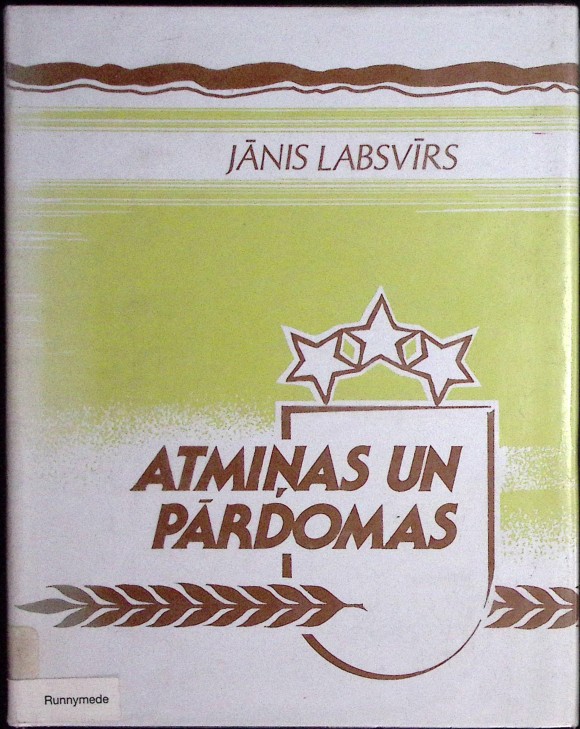 JĀNIS LABSVĪRS
ATMIŅAS UN
PĀRDOMAS
Runnymede